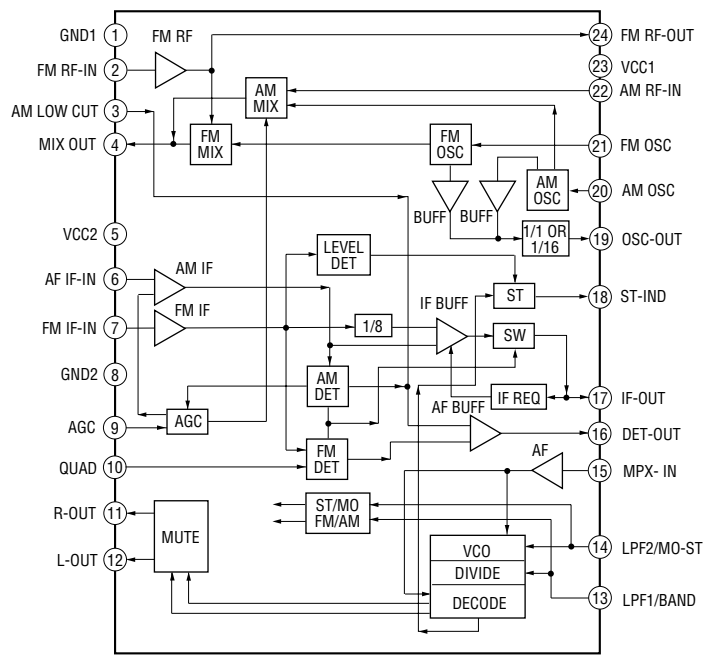 GND1 1
FM RF
24 FM RF-OUT
FM RF-IN 2
23 VCC1
AM LOW CUT 3
AM
MIX
22 AM RF-IN
MIX OUT 4
FM
MIX
FM
OSC
21 FM OSC
AM
OSC
20 AM OSC
BUFF
BUFF
VCC2 5
1/1 OR
1/16
19 OSC-OUT
LEVEL
DET
AF IF-IN 6
AM IF
ST
18 ST-IND
FM IF-IN 7
FM IF
1/8
IF BUFF
SW
GND2 8
AM
DET
IF REQ
17 IF-OUT
AF BUFF
AGC 9
AGC
16 DET-OUT
QUAD 10
FM
DET
AF
15 MPX- IN
R-OUT 11
MUTE
ST/MO
FM/AM
L-OUT 12
VCO
DIVIDE
DECODE
14 LPF2/MO-ST
13 LPF1/BAND